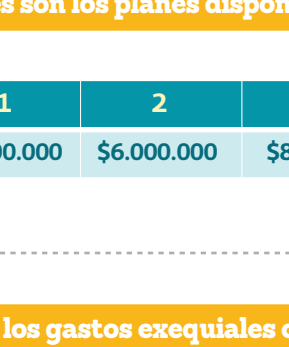 es son los planes dispon
1 2
00.000 $6.000.000 $8
los gastos exequiales